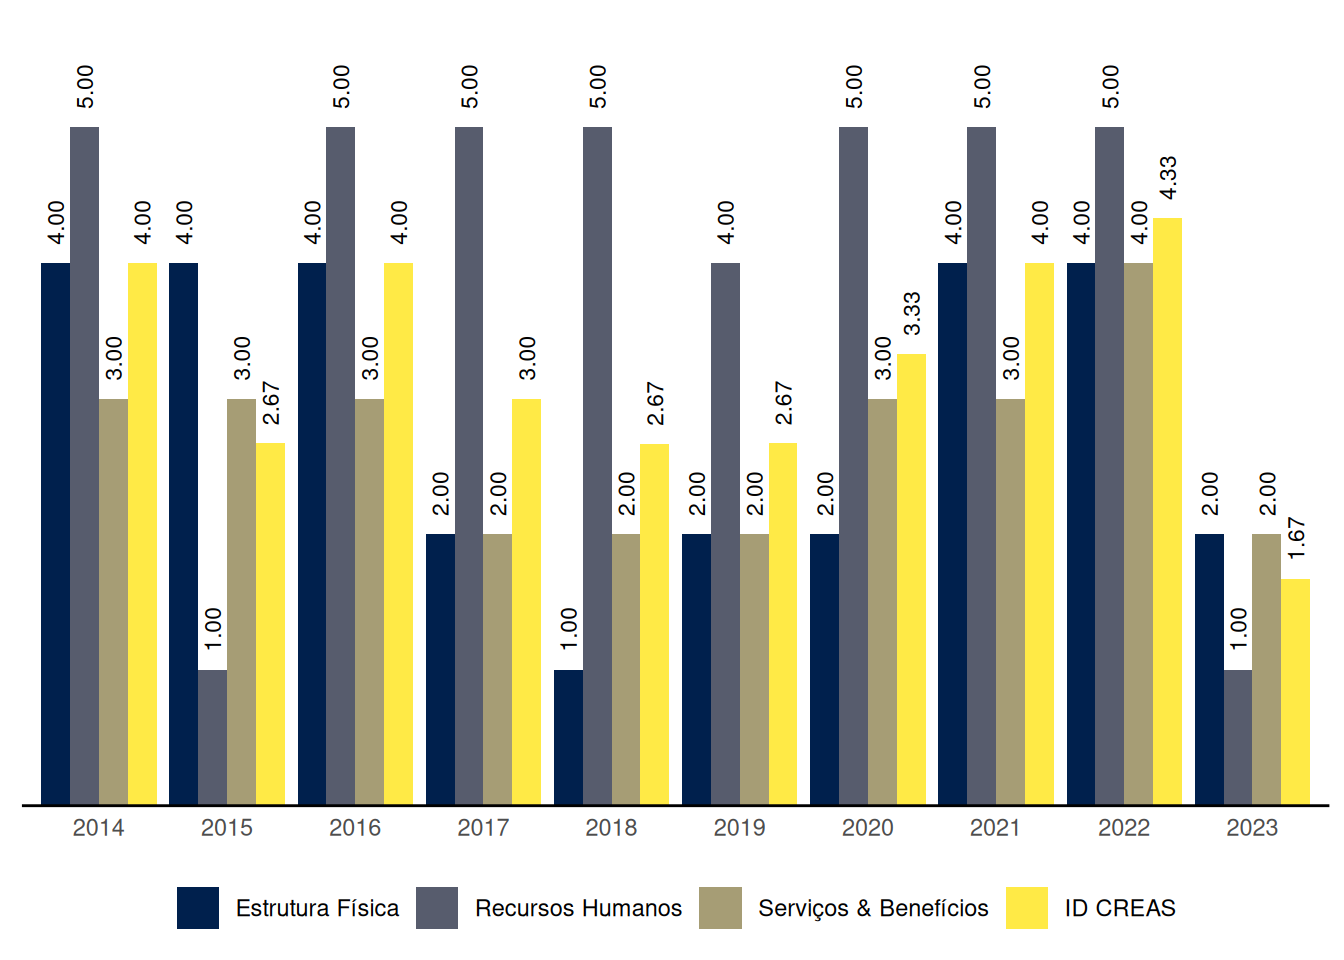 5.00 5.00 5.00 5.00 5.00 5.00 5.00
4.33
4.00 4.00 4.00 4.00 4.00 4.00 4.00 4.00 4.00 4.00
3.33
3.00 3.00 3.00 3.00 3.00 3.00
2.67 2.67 2.67
2.00 2.00 2.00 2.00 2.00 2.00 2.00 2.00
1.67
1.00 1.00 1.00
2014 2015 2016 2017 2018 2019 2020 2021 2022 2023
Estrutura Física Recursos Humanos Serviços & Benefícios ID CREAS